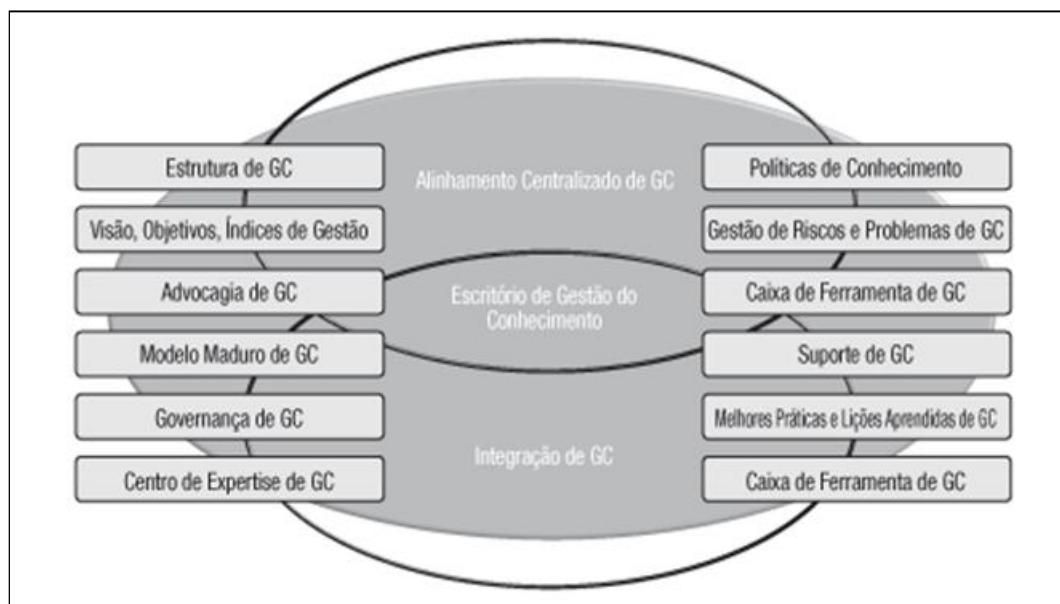 Estrutura de GC
Visão, Objetivos, Índices de Gestão
Advocagia de GC
Modelo Maduro de GC
Governança de GC
Centro de Expertise de GC
Alinhamento Centralizado de GC
Escritório de Gestão do
Conhecimento
Integração de GC
Políticas de Conhecimento
Gestão de Riscos e Problemas de GC
Caixa de Ferramenta de GC
Suporte de GC
Melhores Práticas e Lições Aprendidas de GC
Caixa de Ferramenta de GC